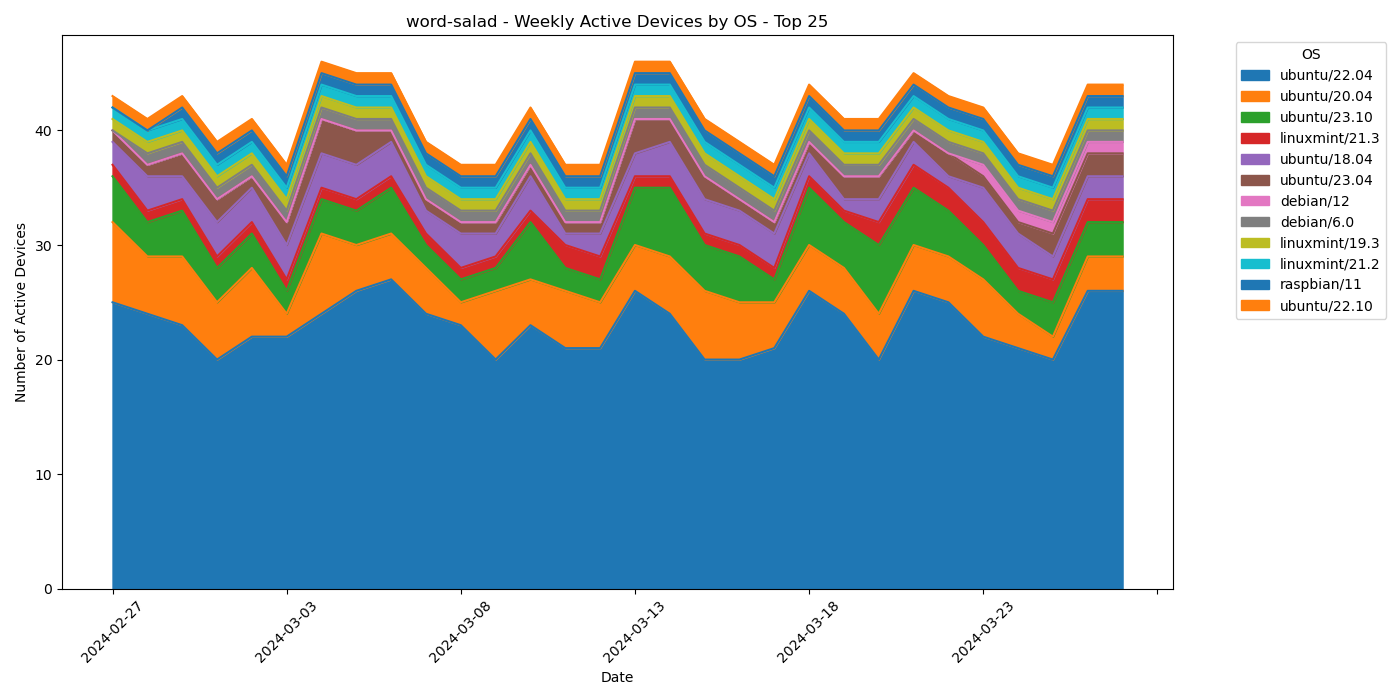 word-salad - Weekly Active Devices by OS - Top 25
Number of Active Devices
40
30
20
10
0
2024-02-27
2024-03-03
2024-03-08
2024-03-13
2024-03-18
2024-03-23
Date
OS
ubuntu/22.04
ubuntu/20.04
ubuntu/23.10
linuxmint/21.3
ubuntu/18.04
ubuntu/23.04
debian/12
debian/6.0
linuxmint/19.3
linuxmint/21.2
raspbian/11
ubuntu/22.10